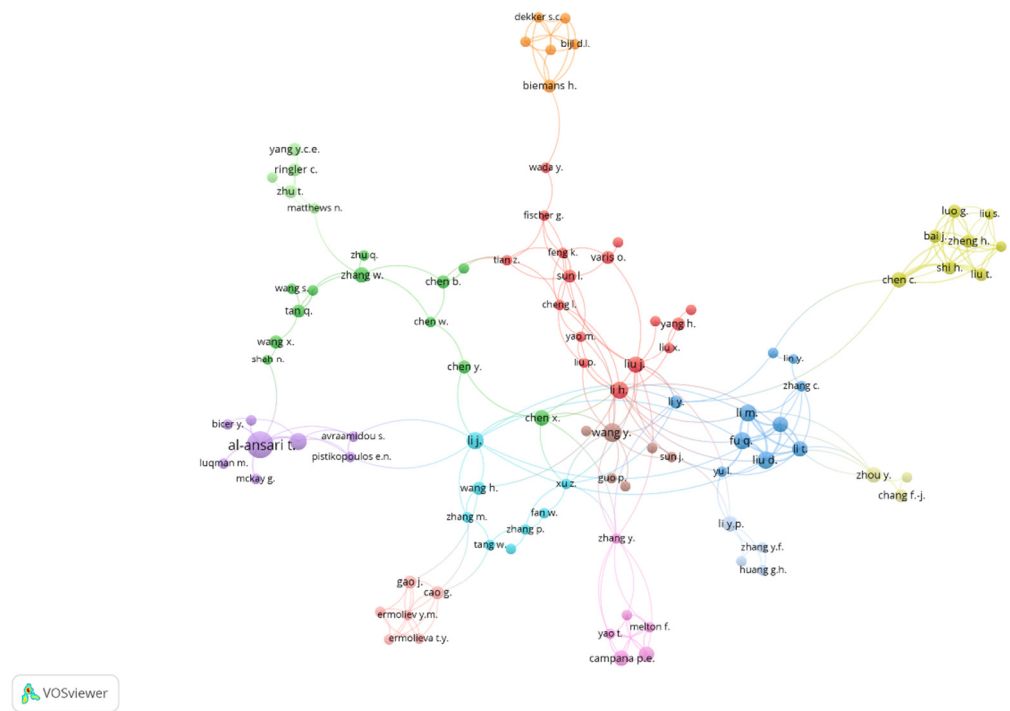 dekker s.c.
bijl d.l.
biemans h.
yang y.c.e.
ringler c.
zhu t.
matthews n.
wada y.
fischer g.
luo g.
liu s.
bai j.
zheng h.
shi h.
liu t.
chen c.
zhu q.
zhang w.
feng k.
varis o.
tian z.
sun l.
chen b.
wang s.
tan q.
cheng l.
chen w.
yang h.
yao m.
wang x.
liu x.
sheh n.
liu p.
liu j.
lin y.
chen y.
zhang c.
li h.
li y.
li m.
chen x.
bicer y.
wang y.
al-ansari t.
avraamidou s.
li j.
fu q.
li t.
luqman m.
pistikopoulos e.n.
sun j.
liu d.
mckay g.
guo p.
yu l.
zhou y.
wang h.
xu z.
chang f.-j.
zhang m.
fan w.
zhang p.
li y.p.
tang w.
zhang y.
zhang y.f.
huang g.h.
gao j.
cao g.
ermoliev y.m.
ermolieva t.y.
yao t.
melton f.
campana p.e.
VOSviewer